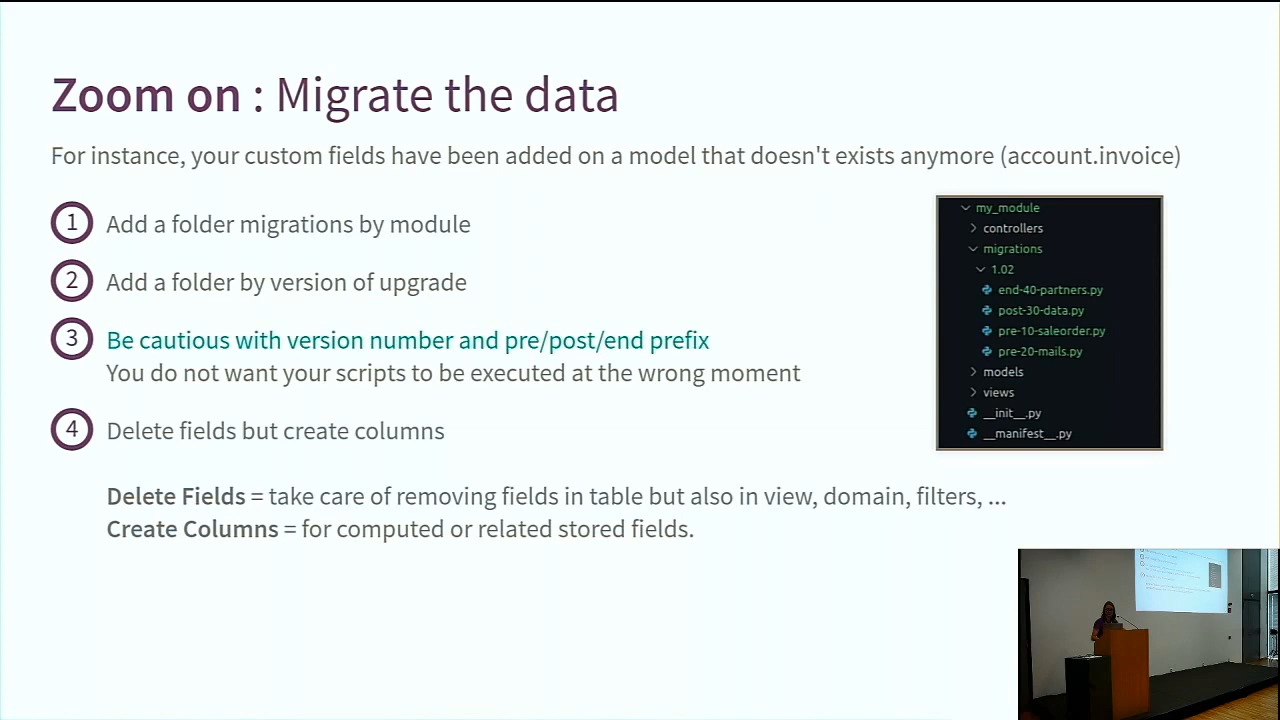 Zoom on : Migrate the data
For instance, your custom fields have been added on a model that doesn't exists anymore (account.invoice)
1 Add a folder migrations by module
2 Add a folder by version of upgrade
3 Be cautious with version number and pre/post/end prefix
You do not want your scripts to be executed at the wrong moment
4 Delete fields but create columns
Delete Fields = take care of removing fields in table but also in view, domain, filters, ...
Create Columns = for computed or related stored fields.
my_module
controllers
migrations
1.02
end-40-partners.py
post-30-data.py
pre-10-saleorder.py
pre-20-mails.py
models
views
__init__.py
__manifest__.py